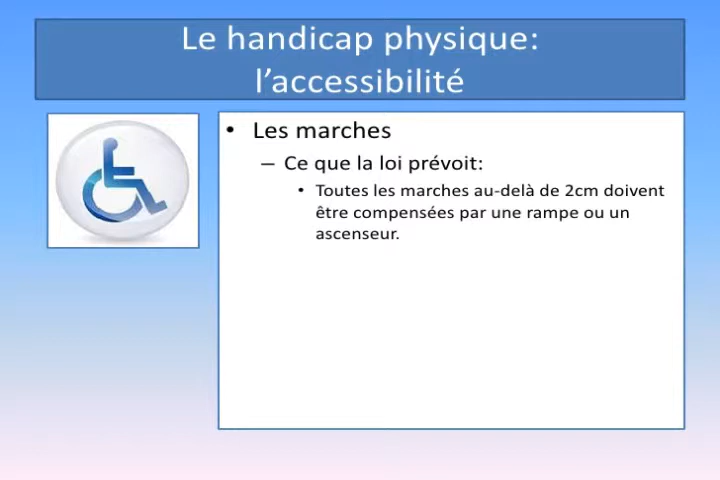 Le handicap physique:
l’accessibilité
• Les marches
– Ce que la loi prévoit:
• Toutes les marches au-delà de 2cm doivent
être compensées par une rampe ou un
ascenseur.